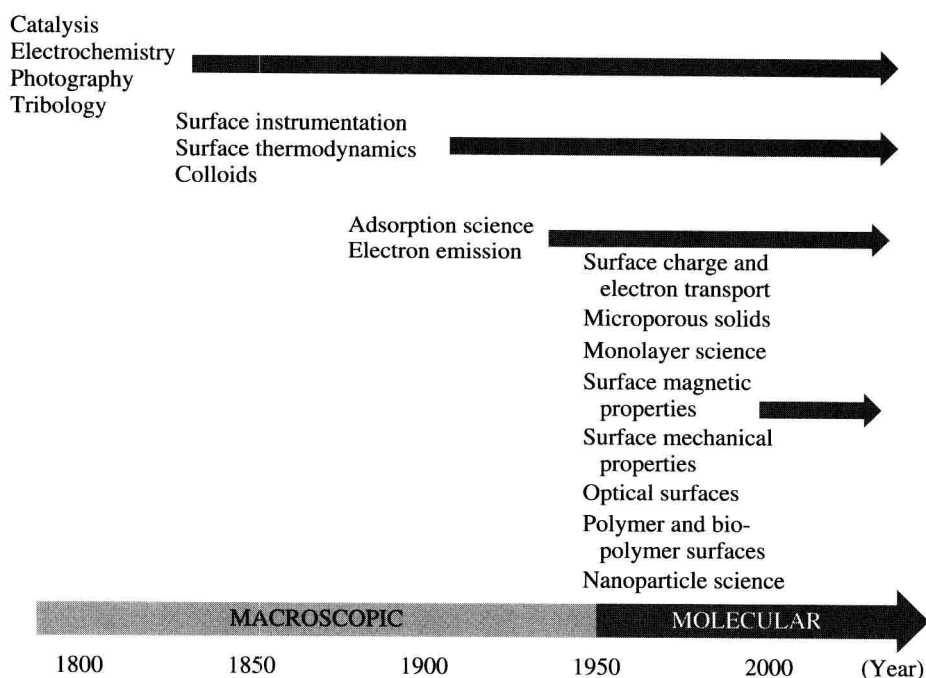 Catalysis
Electrochemistry
Photography
Tribology
Surface instrumentation
Surface thermodynamics
Colloids
Adsorption science
Electron emission
Surface charge and
electron transport
Microporous solids
Monolayer science
Surface magnetic
properties
Surface mechanical
properties
Optical surfaces
Polymer and bio-
polymer surfaces
Nanoparticle science
MACROSCOPIC MOLECULAR
1800 1850 1900 1950 2000 (Year)